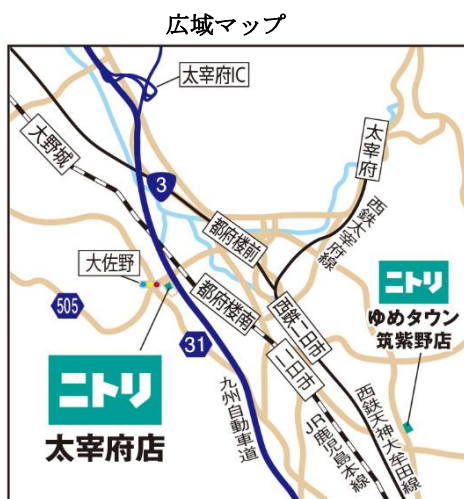 広域マップ
太宰府IC
大野城
太宰府
3
都府楼前
西鉄太宰府線
大佐野
ニトリ
ゆめタウン
筑紫野店
505
都府楼南
西鉄二日市
31
二日市
ニトリ
太宰府店
九州自動車道
JR鹿児島本線
西鉄天神大牟田線